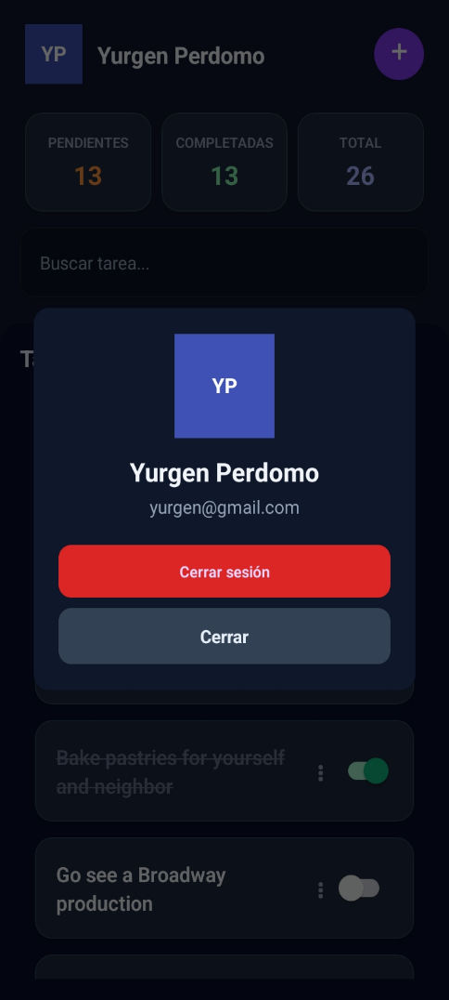 YP
Yurgen Perdomo
+
PENDIENTES
13
COMPLETADAS
13
TOTAL
26
Buscar tarea...
T
YP
Yurgen Perdomo
yurgen@gmail.com
Cerrar sesión
Cerrar
Bake pastries for yourself
and neighbor
Go see a Broadway
production